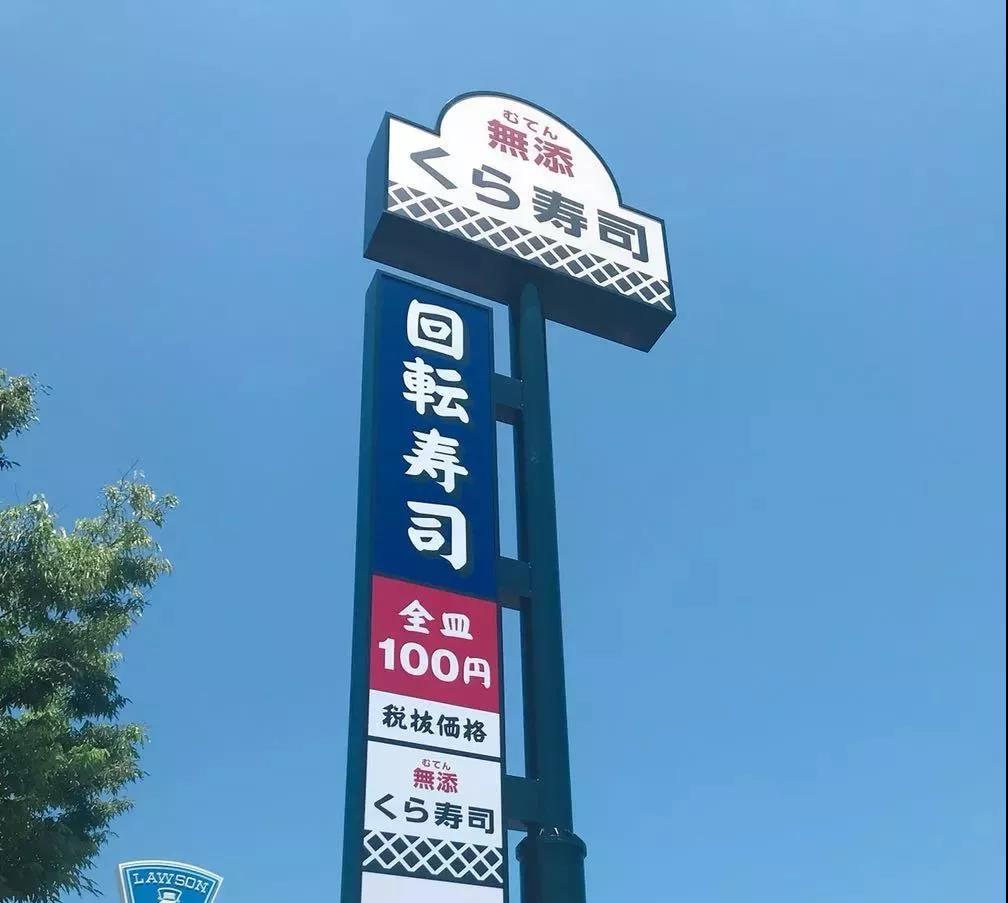 むてん
無添
くら寿司
回転寿司
全皿
100円
税抜価格
むてん
無添
くら寿司
LAWSON